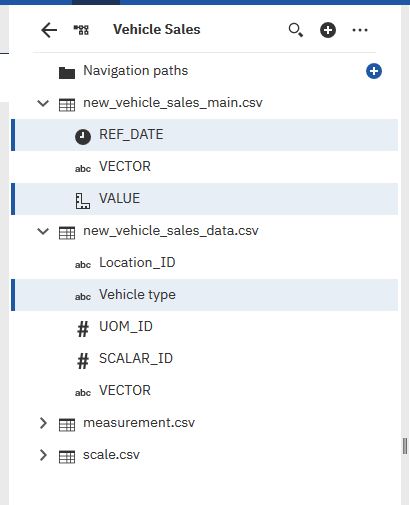 Vehicle Sales
Navigation paths
new_vehicle_sales_main.csv
REF_DATE
abc VECTOR
VALUE
new_vehicle_sales_data.csv
abc Location_ID
abc Vehicle type
# UOM_ID
# SCALAR_ID
abc VECTOR
measurement.csv
scale.csv